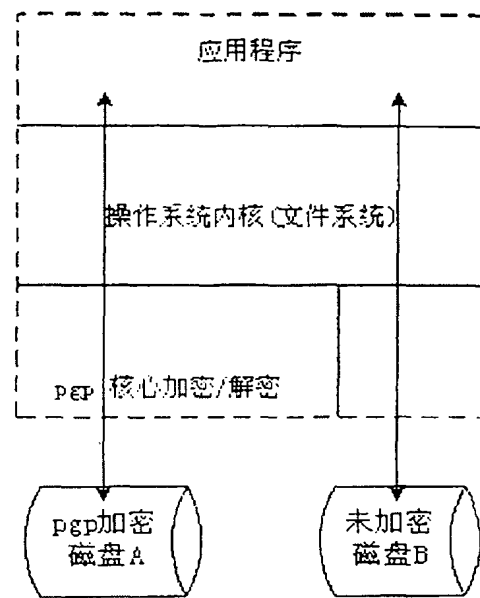 应用程序
操作系统内核(文件系统)
pgp 核心加密/解密
pgp加密
磁盘A
未加密
磁盘B